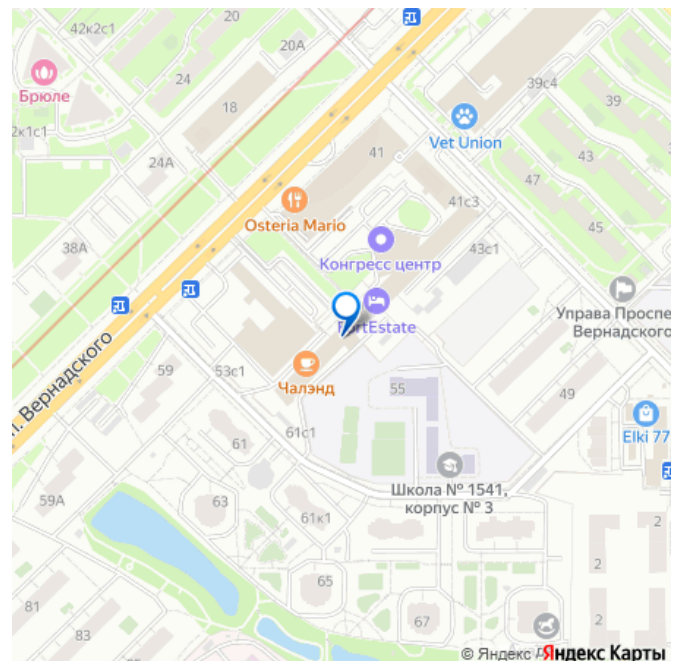 42к2с1
20
20А
24
Брюле
18
39с4
39
2к1с1
Vet Union
24А
41
43
47
Osteria Mario
41с3
45
38А
Конгресс центр
43с1
FortEstate
Управа Проспе
Вернадского
Вернадского
59
53с1
Чалэнд
55
49
61с1
61
Elki 77
Школа № 1541,
корпус № 3
59А
63
61к1
2
65
2
81
67
2
83
© Яндекс
Яндекс Карты